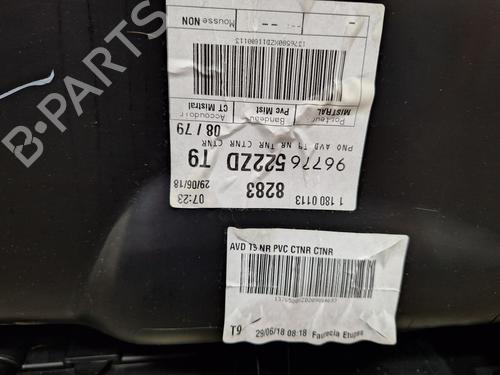 B-PARTS
1 180 0113
07:23
8283
29/06/18
96776 522ZD T9
PNO AVD T9 NR TNR CTNR CTNR
Porteur
MISTRAL
Bandeau
Pvc Mist
Accoudoir
CT Mistral
08 / 79
Mousse NON
AVD T9 NR PVC CTNR CTNR
61
29/06/18 08:18 Faurecia Etupes